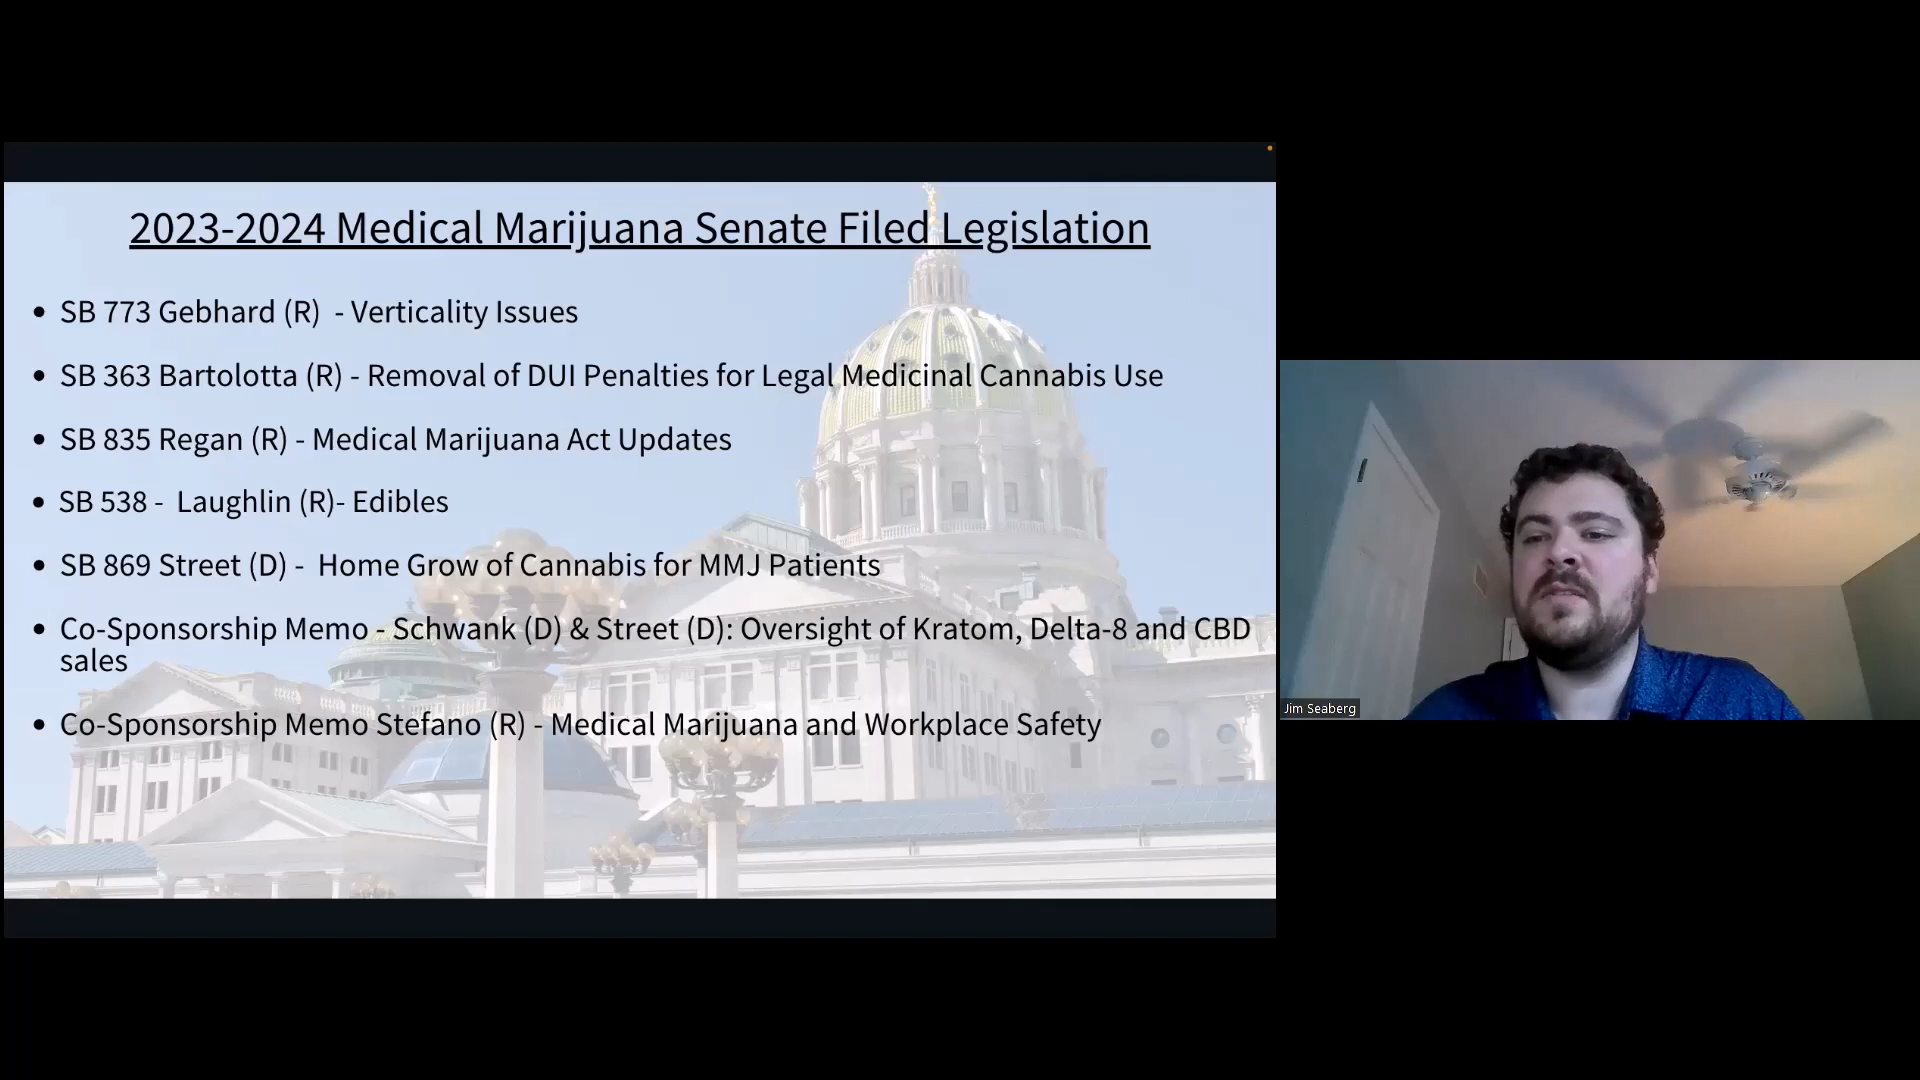 2023-2024 Medical Marijuana Senate Filed Legislation
• SB 773 Gebhard (R)  - Verticality Issues
• SB 363 Bartolotta (R) - Removal of DUI Penalties for Legal Medicinal Cannabis Use
• SB 835 Regan (R) - Medical Marijuana Act Updates
• SB 538 -  Laughlin (R)- Edibles
• SB 869 Street (D) -  Home Grow of Cannabis for MMJ Patients
• Co-Sponsorship Memo - Schwank (D) & Street (D): Oversight of Kratom, Delta-8 and CBD
sales
• Co-Sponsorship Memo Stefano (R) - Medical Marijuana and Workplace Safety
Jim Seaberg